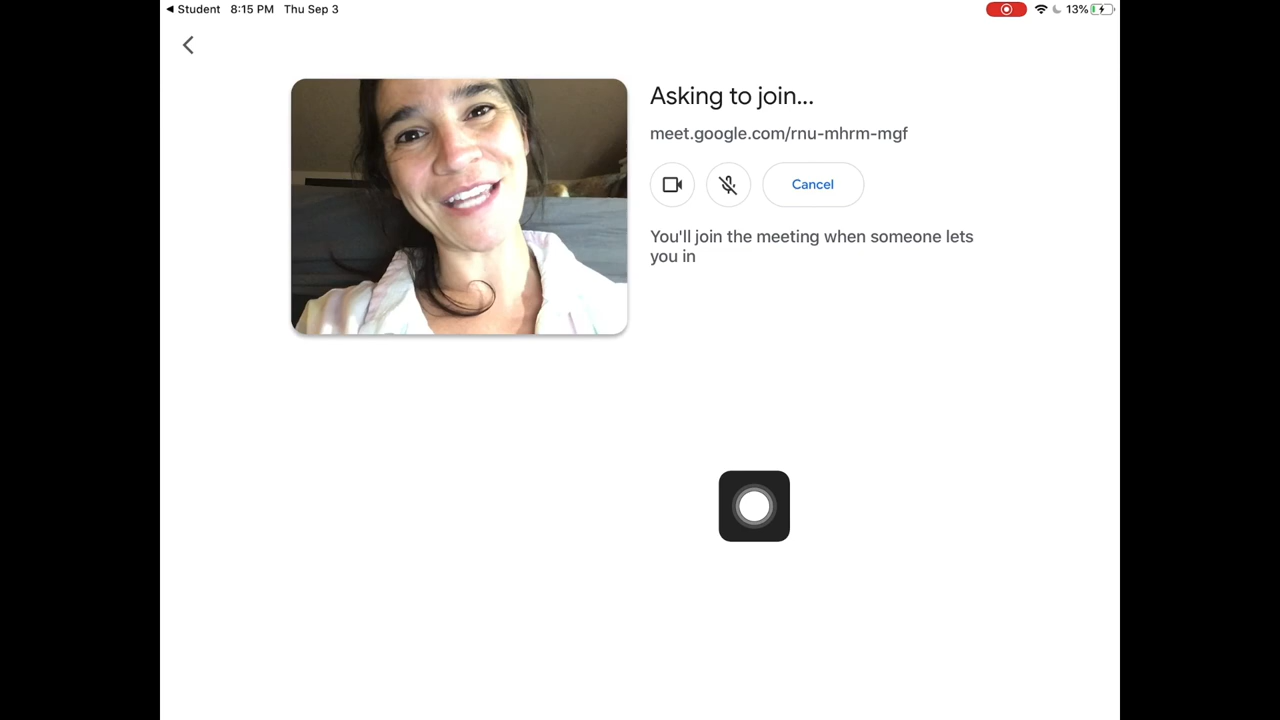 Student 8:15 PM Thu Sep 3 13%
Asking to join...
meet.google.com/rnu-mhrm-mgf
Cancel
You'll join the meeting when someone lets
you in